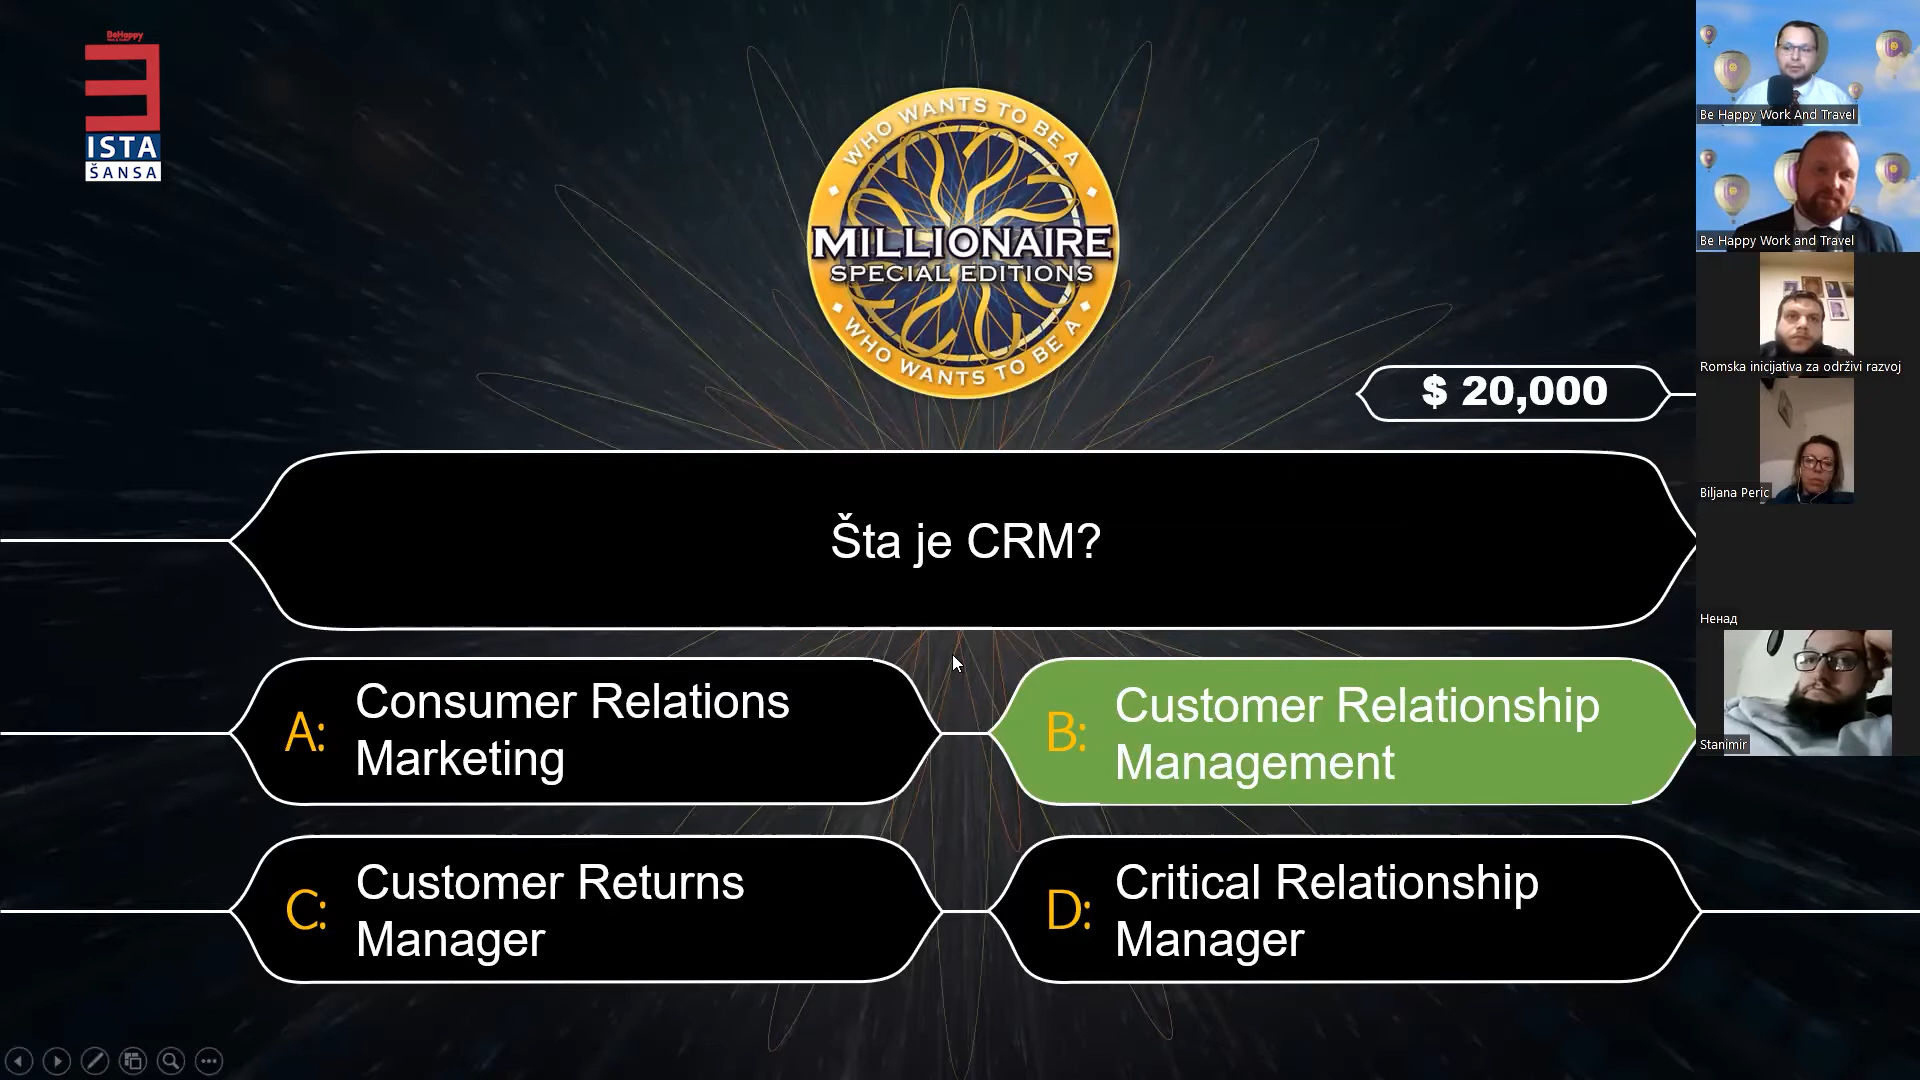 BeHappy
ISTA
ŠANSA
WHO WANTS TO BE A
MILLIONAIRE
SPECIAL EDITIONS
WHO WANTS TO BE A
$ 20,000
Šta je CRM?
A: Consumer Relations
Marketing
B: Customer Relationship
Management
C: Customer Returns
Manager
D: Critical Relationship
Manager
Be Happy Work And Travel
Be Happy Work and Travel
Romska inicijativa za održivi razvoj
Biljana Peric
Ненад
Stanimir